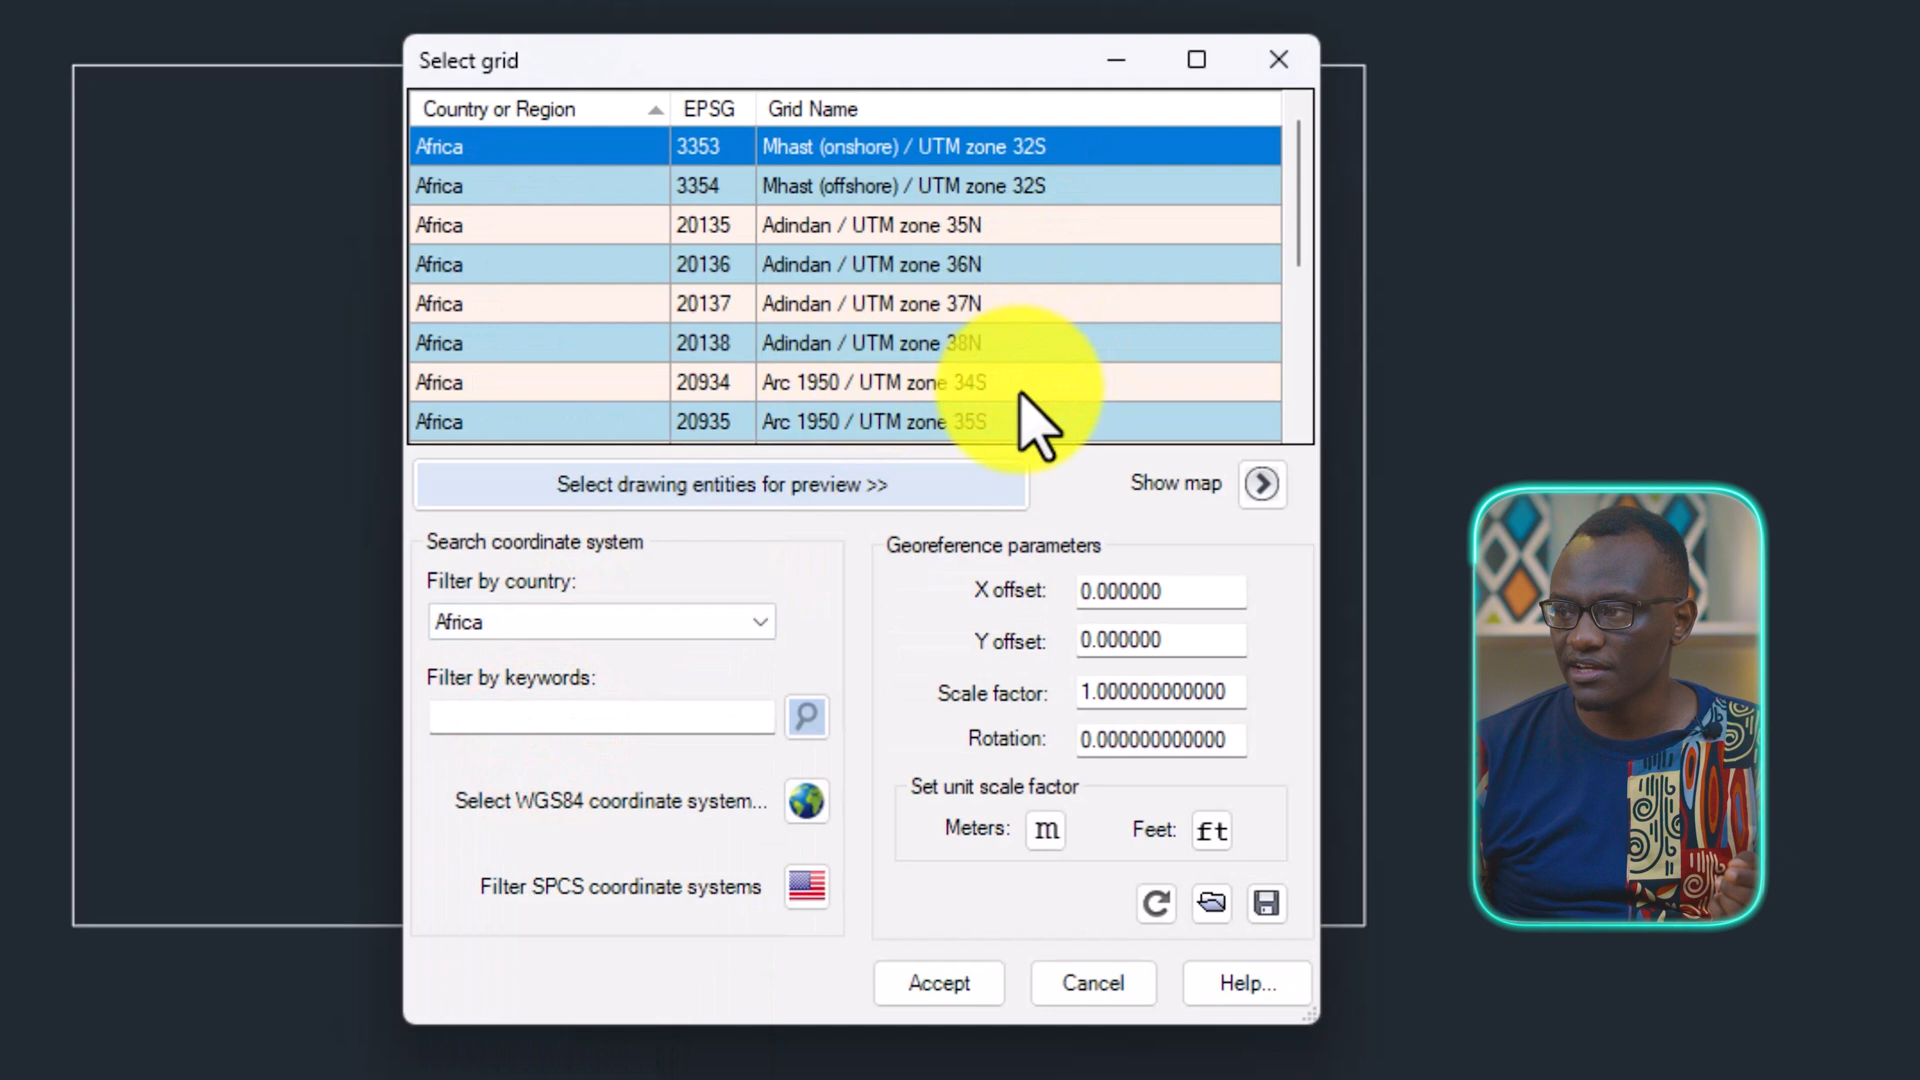 Select grid
Country or Region EPSG Grid Name
Africa 3353 Mhast (onshore) / UTM zone 32S
Africa 3354 Mhast (offshore) / UTM zone 32S
Africa 20135 Adindan / UTM zone 35N
Africa 20136 Adindan / UTM zone 36N
Africa 20137 Adindan / UTM zone 37N
Africa 20138 Adindan / UTM zone 38N
Africa 20934 Arc 1950 / UTM zone 34S
Africa 20935 Arc 1950 / UTM zone 35S
Select drawing entities for preview >>
Show map
Search coordinate system
Filter by country:
Africa
Filter by keywords:
Select WGS84 coordinate system...
Filter SPCS coordinate systems
Georeference parameters
X offset: 0.000000
Y offset: 0.000000
Scale factor: 1.000000000000
Rotation: 0.000000000000
Set unit scale factor
Meters: m Feet: ft
Accept Cancel Help...